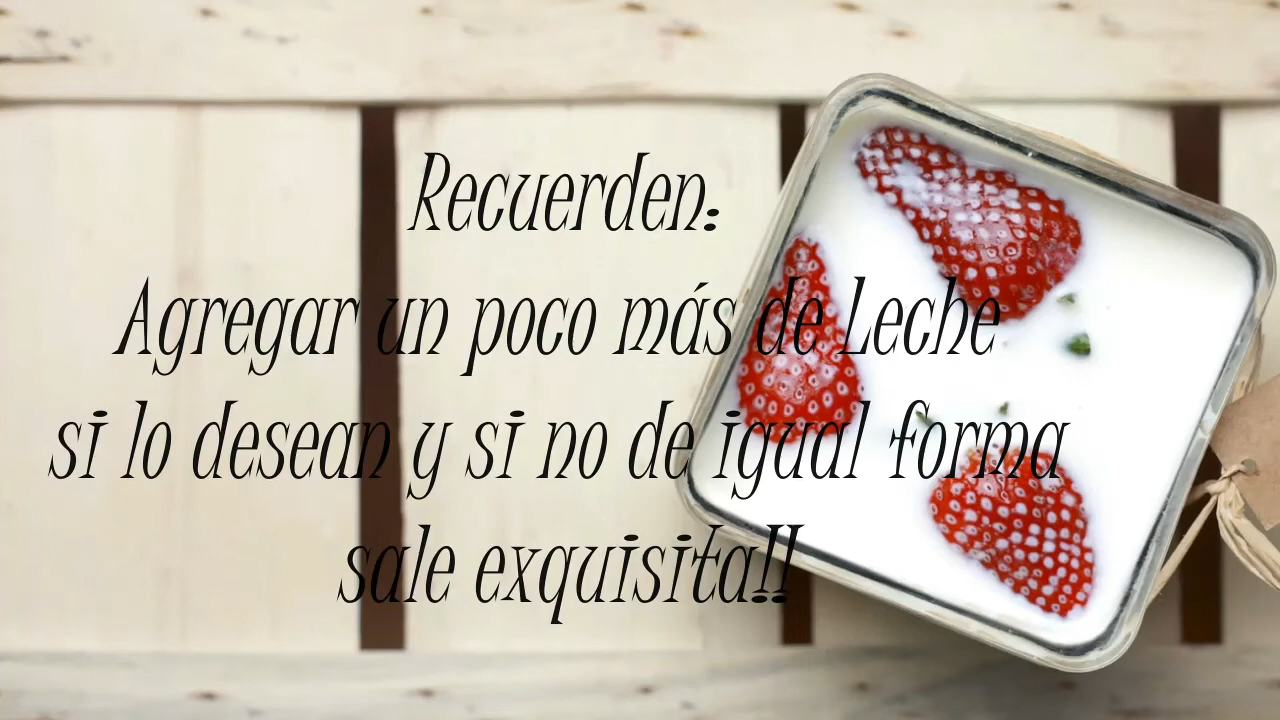 Recuerden:
Agregar un poco más de Leche
si lo desean y si no de igual forma
sale exquisita!!